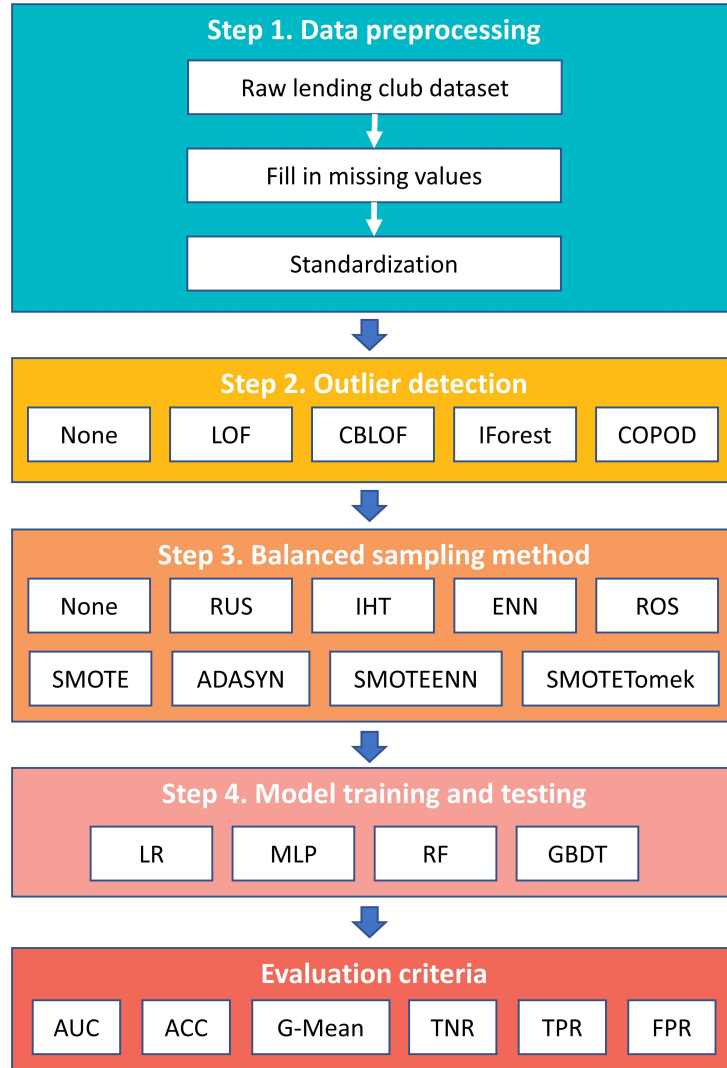 Step 1. Data preprocessing
Raw lending club dataset
Fill in missing values
Standardization
Step 2. Outlier detection
None LOF CBLOF IForest COPOD
Step 3. Balanced sampling method
None RUS IHT ENN ROS
SMOTE ADASYN SMOTEENN SMOTETomek
Step 4. Model training and testing
LR MLP RF GBDT
Evaluation criteria
AUC ACC G-Mean TNR TPR FPR